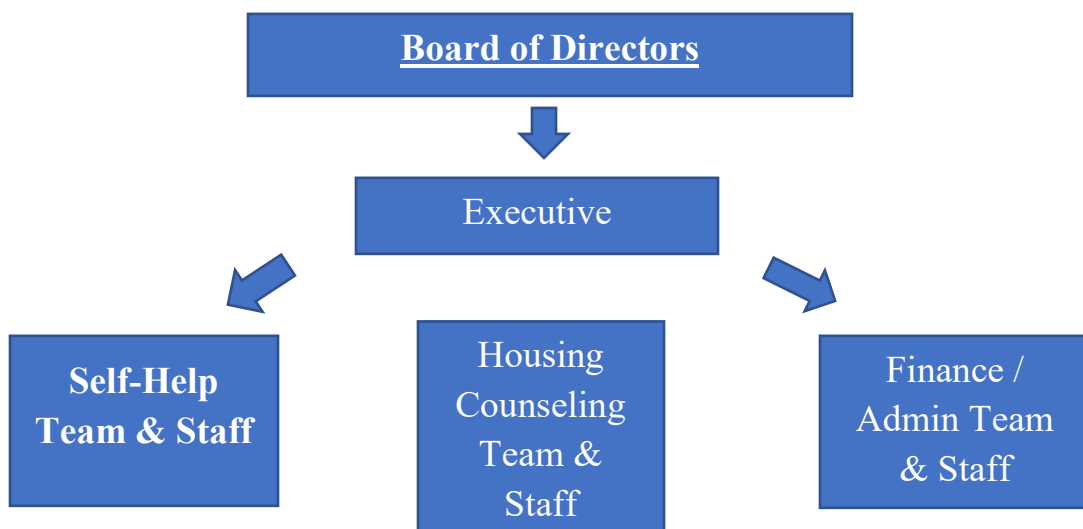 Board of Directors
Executive
Self-Help
Team & Staff
Housing
Counseling
Team &
Staff
Finance /
Admin Team
& Staff